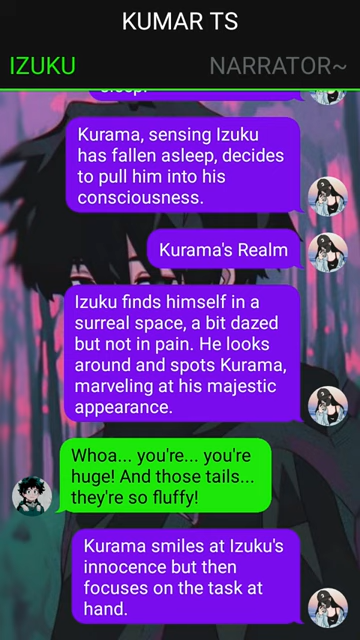 KUMAR TS
IZUKU
NARRATOR~
sleep.
Kurama, sensing Izuku
has fallen asleep, decides
to pull him into his
consciousness.
Kurama's Realm
Izuku finds himself in a
surreal space, a bit dazed
but not in pain. He looks
around and spots Kurama,
marveling at his majestic
appearance.
Whoa... you're... you're
huge! And those tails...
they're so fluffy!
Kurama smiles at Izuku's
innocence but then
focuses on the task at
hand.